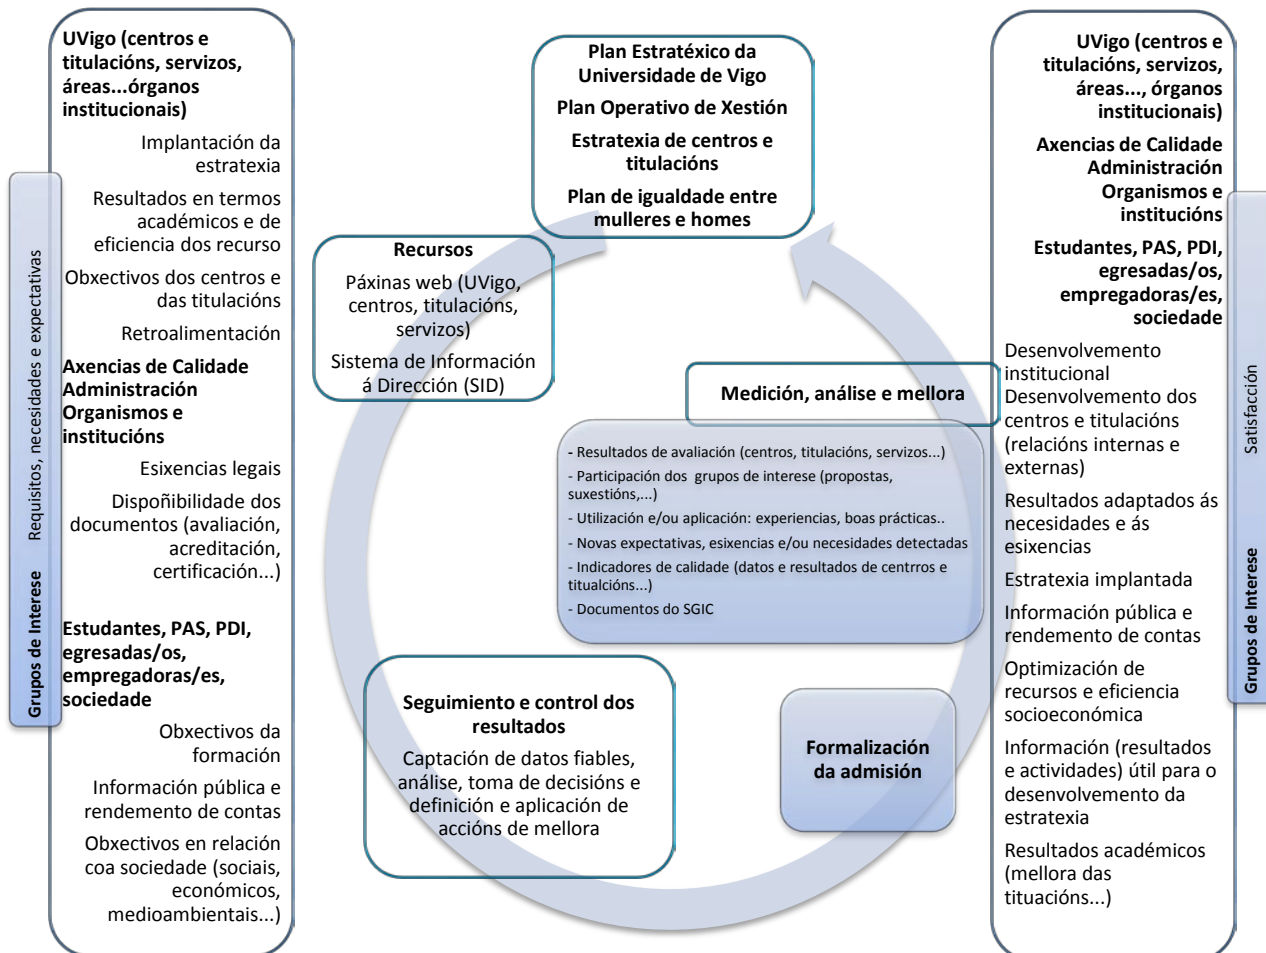 UVigo (centros e
titulacións, servizos,
áreas...órganos
institucionais)
Implantación da
estratexia
Resultados en termos
académicos e de
eficiencia dos recurso
Obxectivos dos centros e
das titulacións
Retroalimentación
Axencias de Calidade
Administración
Organismos e
institucións
Esixencias legais
Dispoñibilidade dos
documentos (avaliación,
acreditación,
certificación...)
Estudantes, PAS, PDI,
egresadas/os,
empregadoras/es,
sociedade
Obxectivos da
formación
Información pública e
rendemento de contas
Obxectivos en relación
coa sociedade (sociais,
económicos,
medioambientais...)
Grupos de Interese Requisitos, necesidades e expectativas
Plan Estratéxico da
Universidade de Vigo
Plan Operativo de Xestión
Estratexia de centros e
titulacións
Plan de igualdade entre
mulleres e homes
Recursos
Páxinas web (UVigo,
centros, titulacións,
servizos)
Sistema de Información
á Dirección (SID)
Medición, análise e mellora
- Resultados de avaliación (centros, titulacións, servizos...)
- Participación dos grupos de interese (propostas,
suxestións,...)
- Utilización e/ou aplicación: experiencias, boas prácticas..
- Novas expectativas, esixencias e/ou necesidades detectadas
- Indicadores de calidade (datos e resultados de centrros e
titualcións...)
- Documentos do SGIC
Seguimiento e control dos
resultados
Captación de datos fiables,
análise, toma de decisións e
definición e aplicación de
accións de mellora
Formalización
da admisión
UVigo (centros e
titulacións, servizos,
áreas..., órganos
institucionais)
Axencias de Calidade
Administración
Organismos e
institucións
Estudantes, PAS, PDI,
egresadas/os,
empregadoras/es,
sociedade
Desenvolvemento
institucional
Desenvolvemento dos
centros e titulacións
(relacións internas e
externas)
Resultados adaptados ás
necesidades e ás
esixencias
Estratexia implantada
Información pública e
rendemento de contas
Optimización de
recursos e eficiencia
socioeconómica
Información (resultados
e actividades) útil para o
desenvolvemento da
estratexia
Resultados académicos
(mellora das
tituacións...)
Grupos de Interese Satisfacción